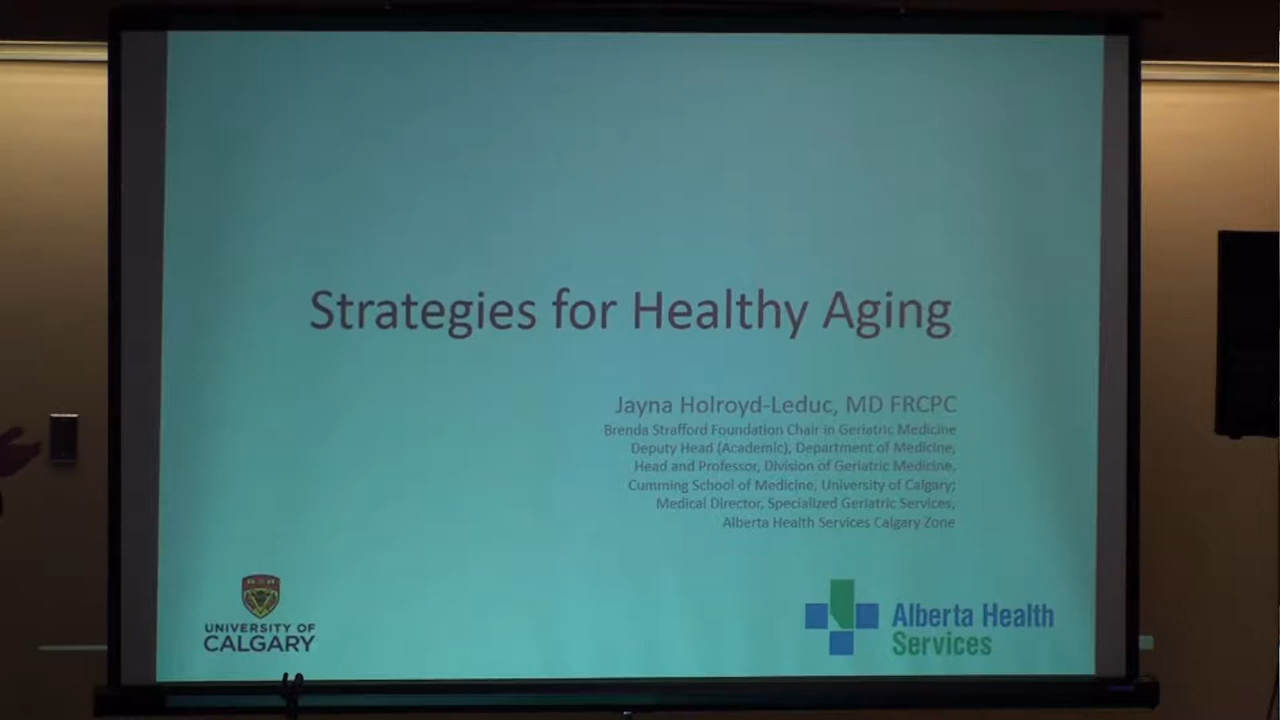 Strategies for Healthy Aging
Jayna Holroyd-Leduc, MD FRCPC
Brenda Strafford Foundation Chair in Geriatric Medicine
Deputy Head (Academic), Department of Medicine,
Head and Professor, Division of Geriatric Medicine,
Cumming School of Medicine, University of Calgary;
Medical Director, Specialized Geriatric Services,
Alberta Health Services Calgary Zone
UNIVERSITY OF
CALGARY
Alberta Health
Services